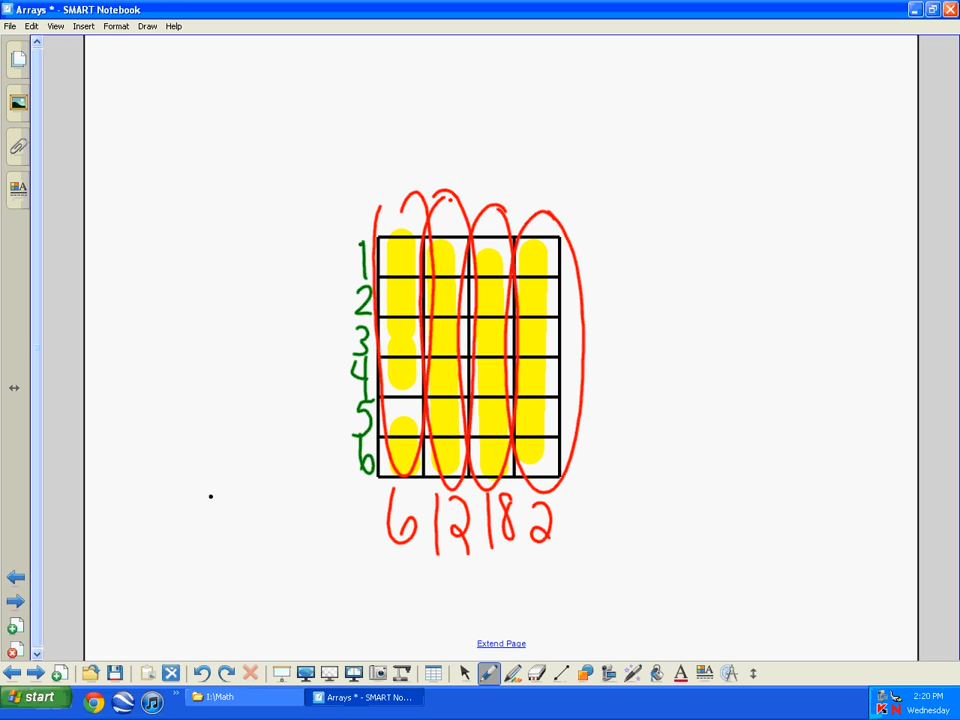 Arrays * - SMART Notebook
File Edit View Insert Format Draw Help
1
2
3
4
5
6
6 12 18 2
Extend Page
start
I:\Math
Arrays * - SMART No...
2:20 PM
Wednesday